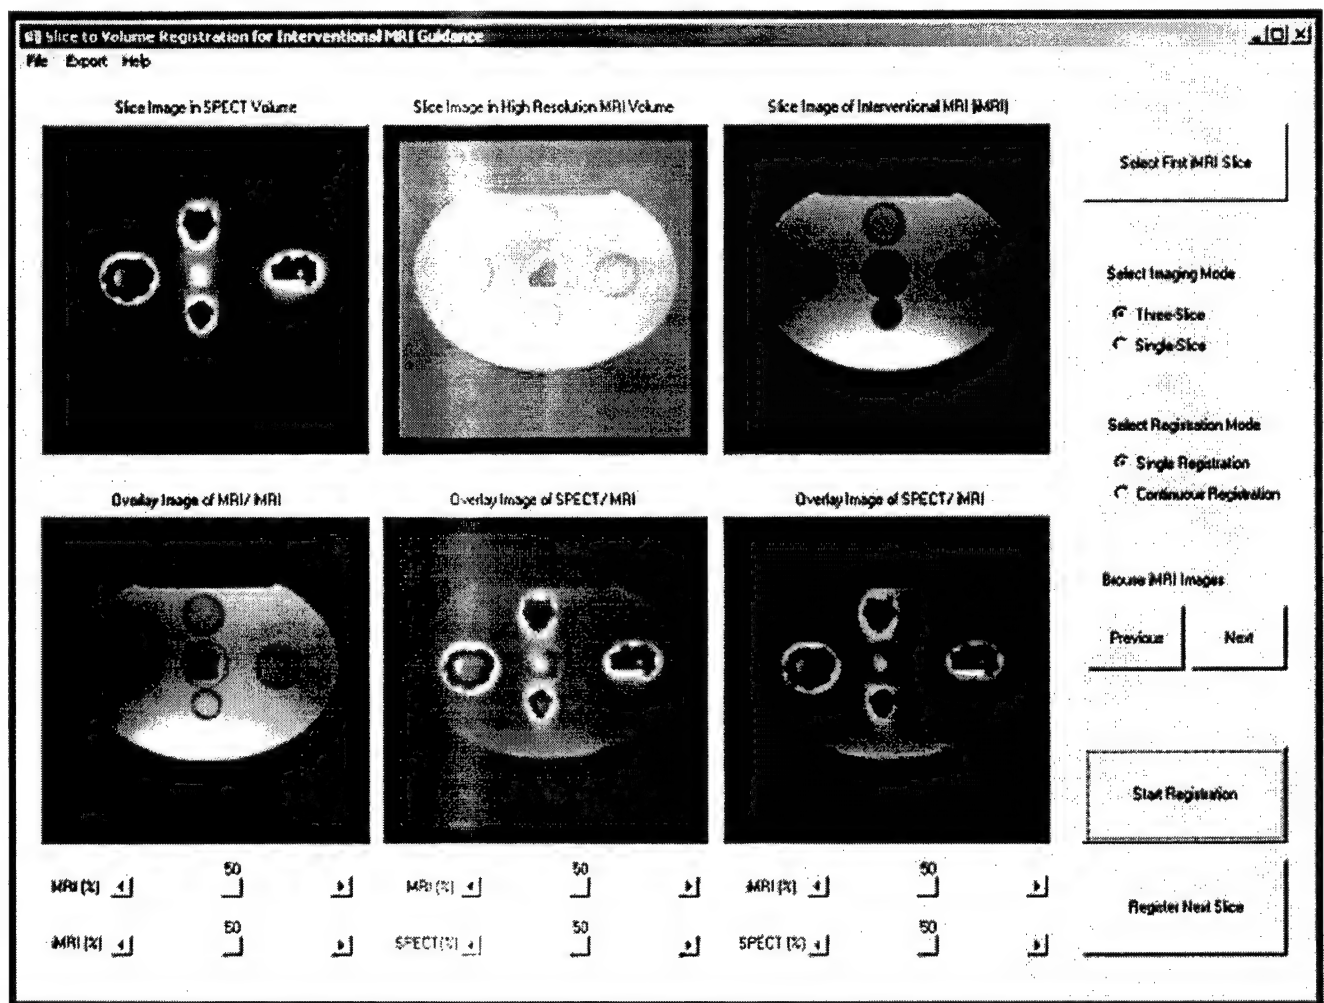 Slice to Volume Registration for Interventional MRI Guidance
File Export Help
Slice Image in SPECT Volume
Slice Image in High Resolution MRI Volume
Slice Image of Interventional MRI (iMRI)
Select First iMRI Slice
Select Imaging Mode
Three-Slice
Single-Slice
Select Registration Mode
Single Registration
Continuous Registration
Overlay Image of MRI/ iMRI
Overlay Image of SPECT/ MRI
Overlay Image of SPECT/ iMRI
Browse iMRI Images
Previous Next
Start Registration
Register Next Slice
MRI (%) 50
MRI (%) 50
iMRI (%) 50
iMRI (%) 50
SPECT (%) 50
SPECT (%) 50